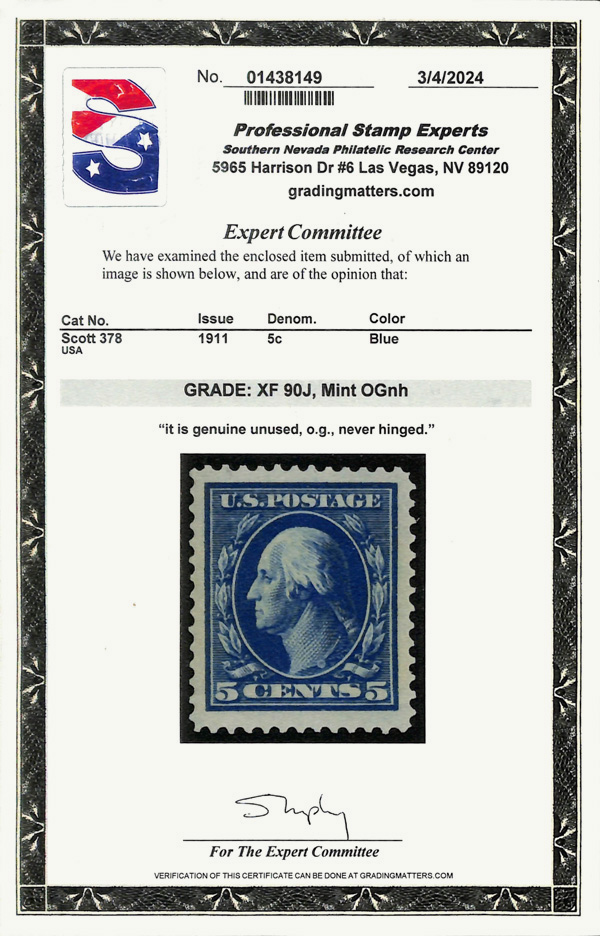 No. 01438149 3/4/2024
Professional Stamp Experts
Southern Nevada Philatelic Research Center
5965 Harrison Dr #6 Las Vegas, NV 89120
gradingmatters.com
Expert Committee
We have examined the enclosed item submitted, of which an
image is shown below, and are of the opinion that:
Cat No. Issue Denom. Color
Scott 378 1911 5c Blue
USA
GRADE: XF 90J, Mint OGnh
“it is genuine unused, o.g., never hinged.”
U.S. POSTAGE
5 CENTS 5
For The Expert Committee
VERIFICATION OF THIS CERTIFICATE CAN BE DONE AT GRADINGMATTERS.COM